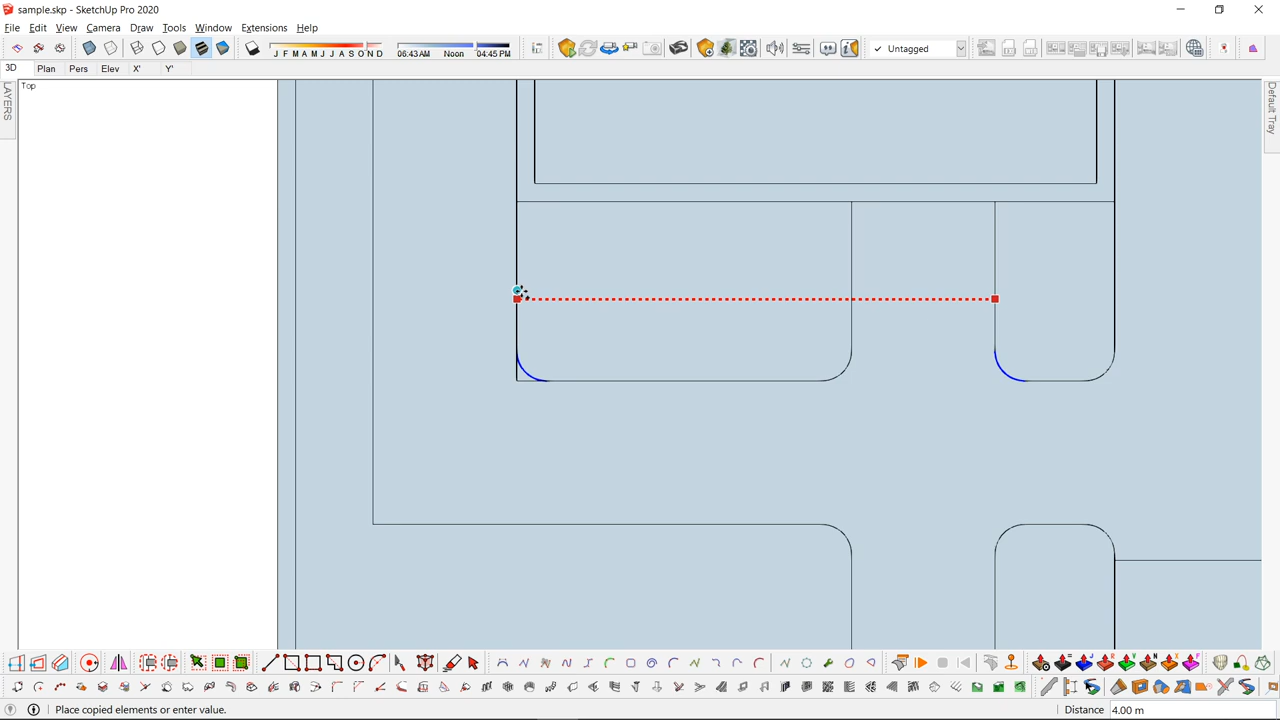 sample.skp - SketchUp Pro 2020
File Edit View Camera Draw Tools Window Extensions Help
J F M A M J J A S O N D
06:43 AM Noon 04:45 PM
Untagged
3D Plan Pers Elev X' Y'
Top
LAYERS
Default Tray
Place copied elements or enter value.
Distance 4.00 m